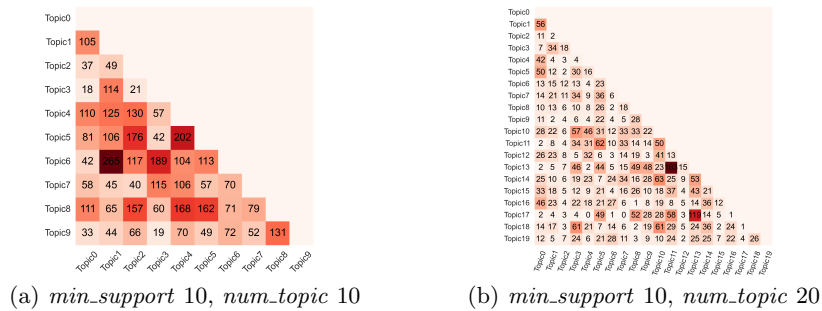 Topic0
Topic1 105
Topic2 37 49
Topic3 18 114 21
Topic4 110 125 130 57
Topic5 81 106 176 42 202
Topic6 42 265 117 189 104 113
Topic7 58 45 40 115 106 57 70
Topic8 111 65 157 60 168 162 71 79
Topic9 33 44 66 19 70 49 72 52 131
Topic0 Topic1 Topic2 Topic3 Topic4 Topic5 Topic6 Topic7 Topic8 Topic9
(a) min_support 10, num_topic 10
Topic0
Topic1 56
Topic2 11 2
Topic3 7 34 18
Topic4 42 4 3 4
Topic5 50 12 2 30 16
Topic6 13 15 12 13 4 23
Topic7 14 21 11 34 9 36 6
Topic8 10 13 6 10 8 26 2 18
Topic9 11 2 4 6 4 22 4 5 28
Topic10 28 22 6 57 46 31 12 33 33 22
Topic11 2 8 4 34 31 62 10 33 14 14 50
Topic12 26 23 8 5 32 6 3 14 19 3 41 13
Topic13 2 5 7 46 2 44 5 9 49 48 23 15
Topic14 25 10 6 19 23 7 24 34 16 28 63 25 9 53
Topic15 33 18 5 12 9 21 4 16 26 10 18 37 4 43 21
Topic16 46 23 4 22 18 21 27 6 1 8 19 8 5 14 36 12
Topic17 2 4 3 4 0 49 1 0 52 28 28 58 3 119 14 5 1
Topic18 14 17 3 61 21 7 14 6 2 10 61 29 5 24 36 2 24 1
Topic19 12 5 7 24 6 21 28 11 3 9 10 24 2 25 25 7 22 4 26
Topic0 Topic1 Topic2 Topic3 Topic4 Topic5 Topic6 Topic7 Topic8 Topic9 Topic10 Topic11 Topic12 Topic13 Topic14 Topic15 Topic16 Topic17 Topic18 Topic19
(b) min_support 10, num_topic 20